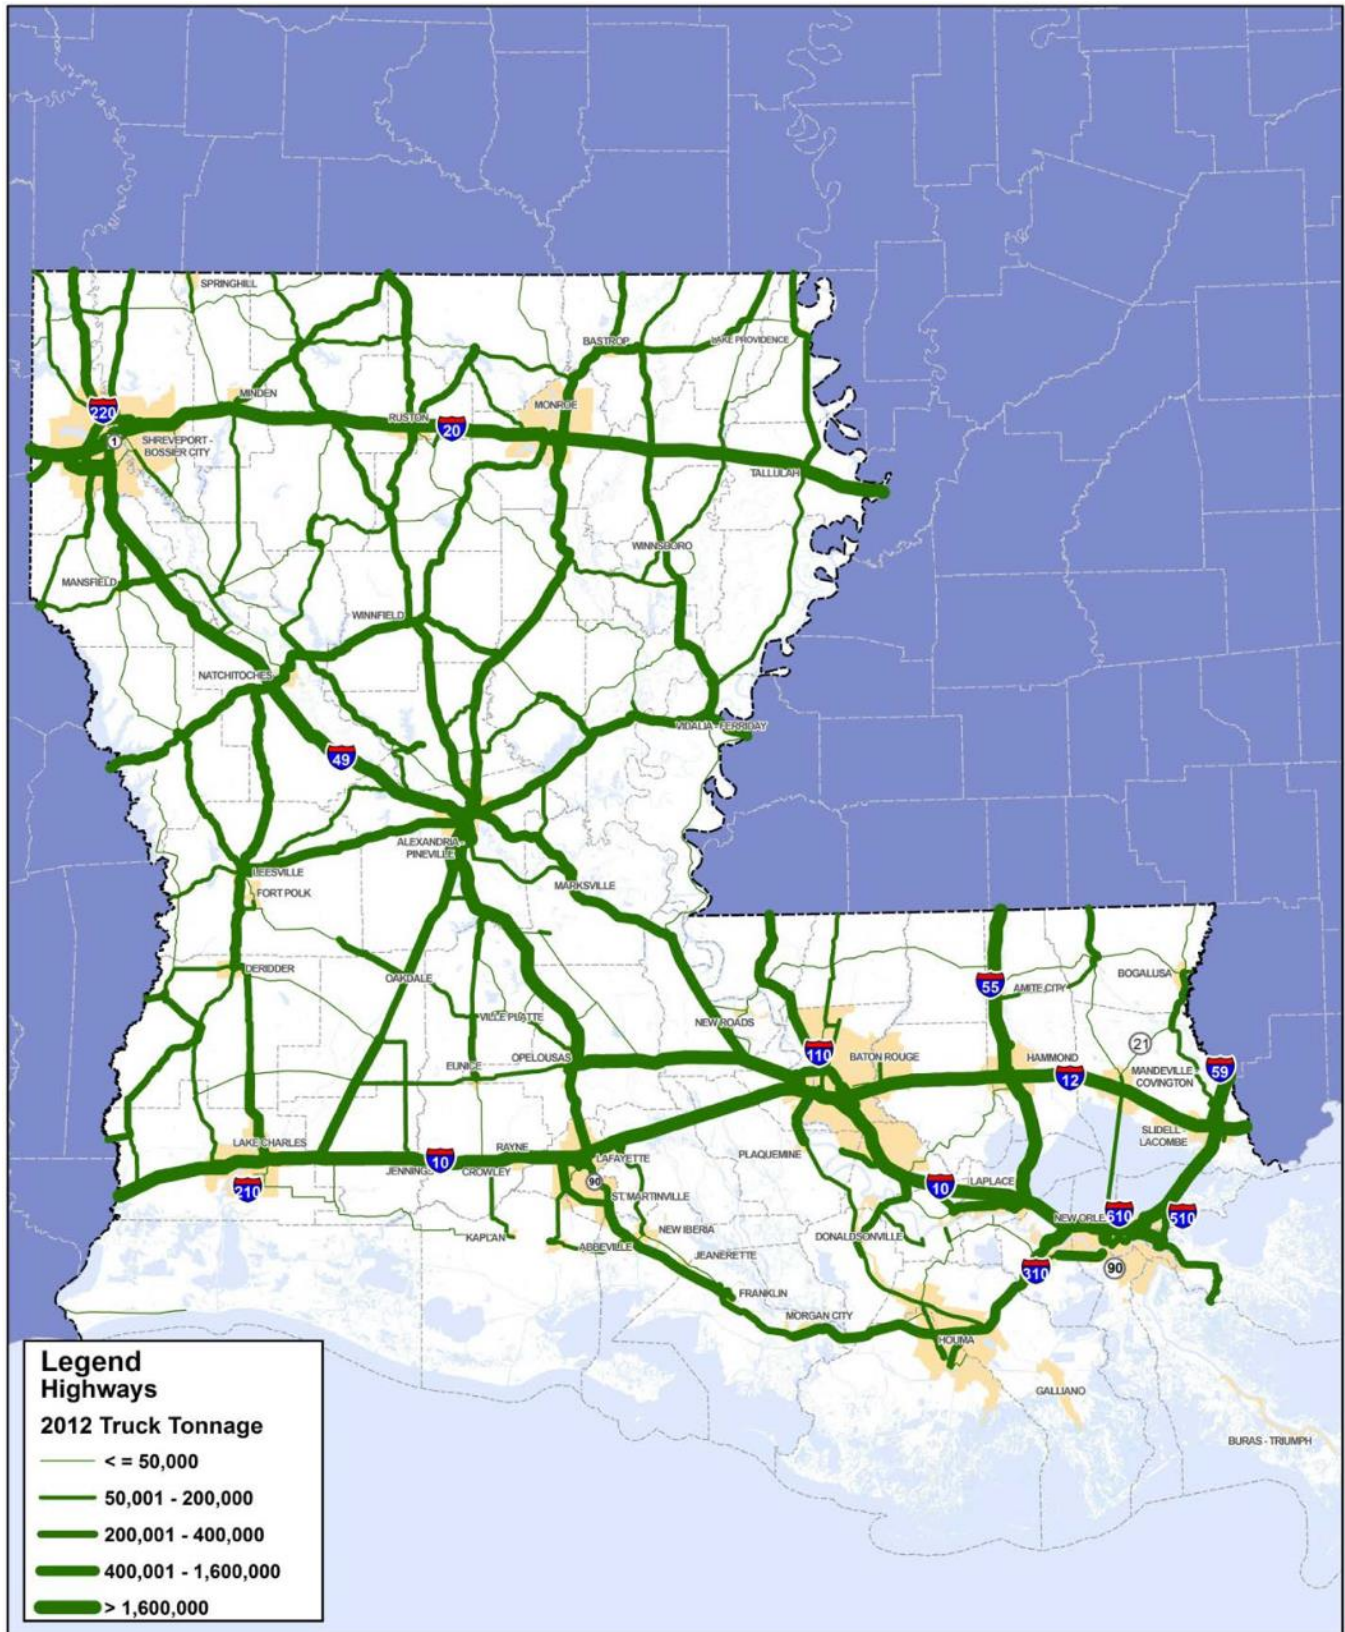 SPRINGHILL
BASTROP
LAKE PROVIDENCE
MINDEN
MONROE
220
RUSTON
20
1
SHREVEPORT -
BOSSIER CITY
TALLULAH
WINNSBORO
MANSFIELD
WINNFIELD
NATCHITOCHES
VIDALIA - FERRIDAY
49
ALEXANDRIA -
PINEVILLE
LEESVILLE
MARKSVILLE
FORT POLK
DERIDDER
OAKDALE
BOGALUSA
55
AMITE CITY
VILLE PLATTE
NEW ROADS
21
EUNICE
OPELOUSAS
110
BATON ROUGE
HAMMOND
12
MANDEVILLE
COVINGTON
59
SLIDELL -
LACOMBE
LAKE CHARLES
RAYNE
10
JENNINGS
CROWLEY
LAFAYETTE
PLAQUEMINE
210
90
ST. MARTINVILLE
10
LAPLACE
NEW IBERIA
NEW ORLE
610
510
KAPLAN
ABBEVILLE
DONALDSONVILLE
JEANERETTE
310
90
FRANKLIN
MORGAN CITY
HOUMA
GALLIANO
BURAS - TRIUMPH
Legend
Highways
2012 Truck Tonnage
< = 50,000
50,001 - 200,000
200,001 - 400,000
400,001 - 1,600,000
> 1,600,000